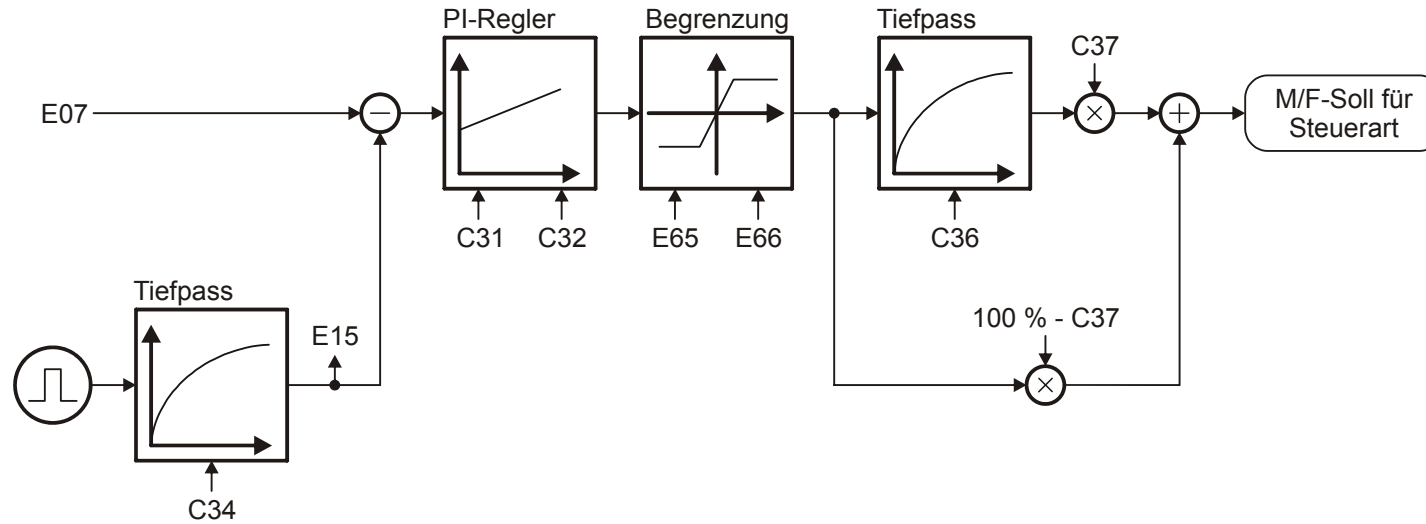 PI-Regler
Begrenzung
Tiefpass
C37
E07
−
×
+
M/F-Soll für
Steuerart
C31
C32
E65
E66
C36
Tiefpass
E15
100 % - C37
×
C34